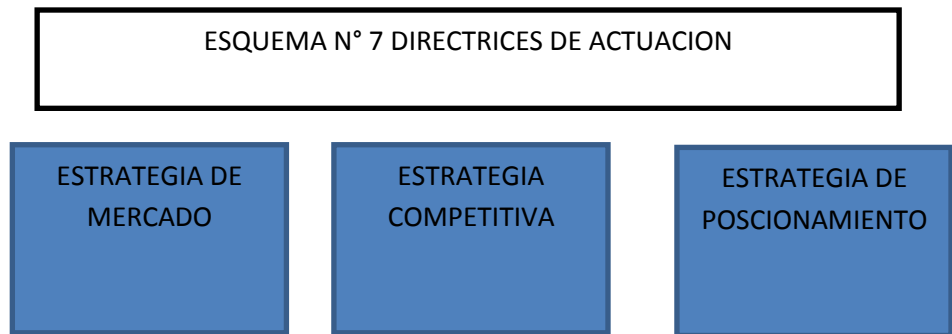 ESQUEMA N° 7 DIRECTRICES DE ACTUACION
ESTRATEGIA DE
MERCADO
ESTRATEGIA
COMPETITIVA
ESTRATEGIA DE
POSCIONAMIENTO